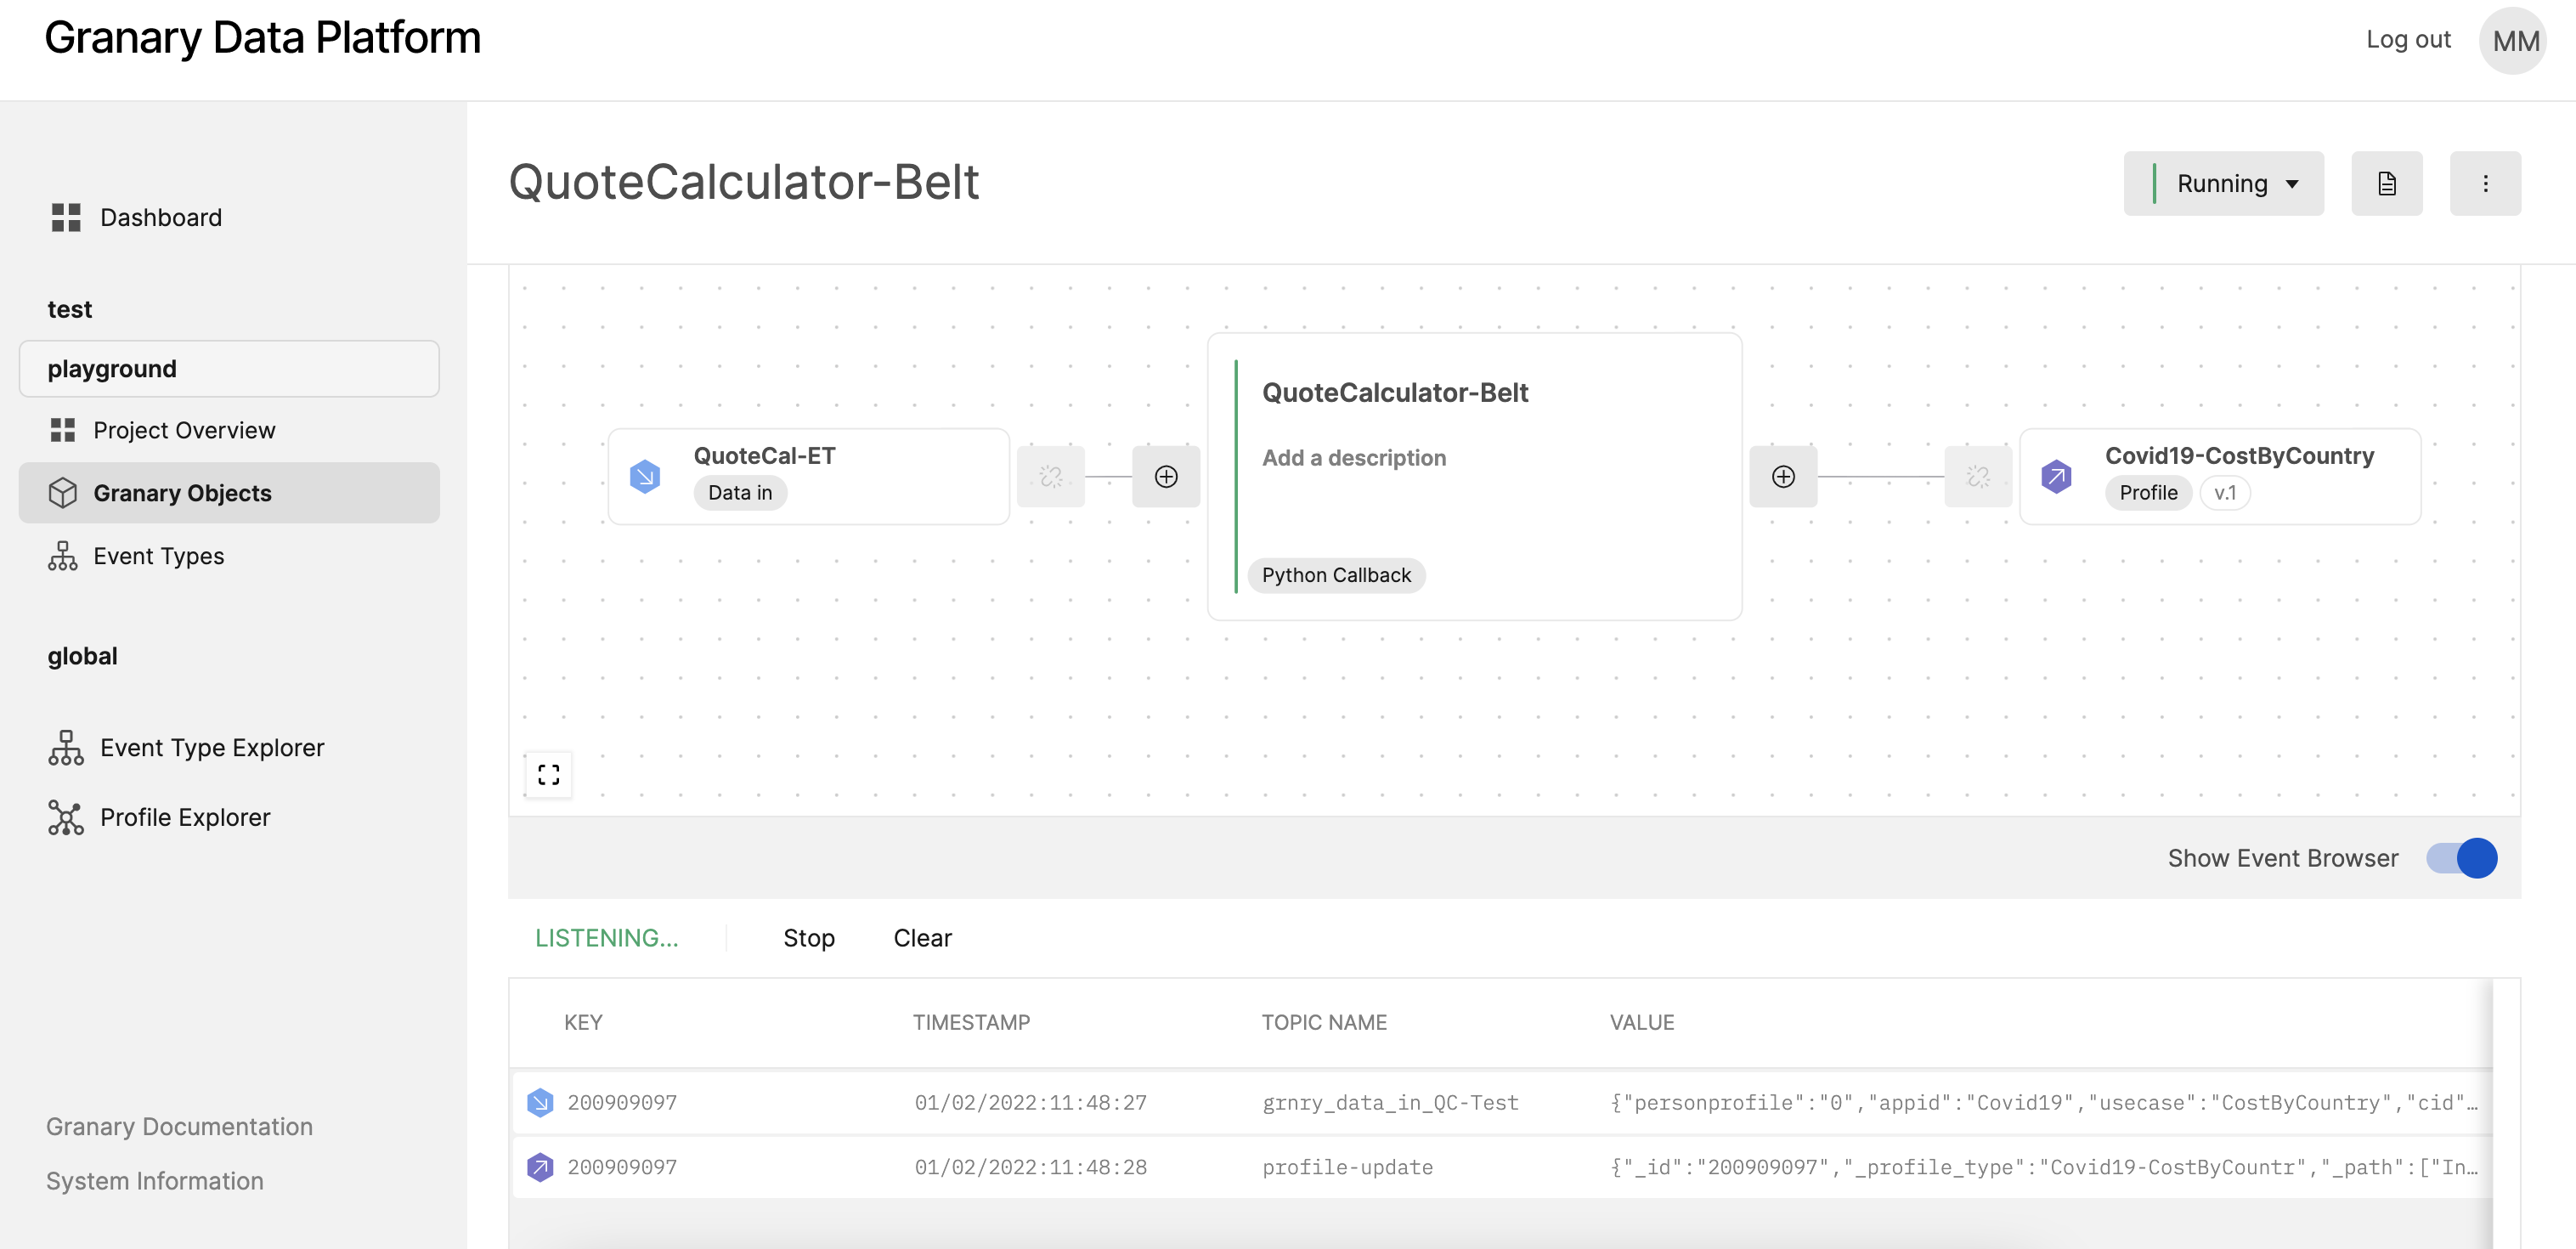 Granary Data Platform
Log out
MM
Dashboard
test
playground
Project Overview
Granary Objects
Event Types
global
Event Type Explorer
Profile Explorer
Granary Documentation
System Information
QuoteCalculator-Belt
Running
QuoteCal-ET
Data in
QuoteCalculator-Belt
Add a description
Python Callback
Covid19-CostByCountry
Profile v.1
Show Event Browser
LISTENING... Stop Clear
KEY TIMESTAMP TOPIC NAME VALUE
200909097 01/02/2022:11:48:27 grnry_data_in_QC-Test {"personprofile":"0","appid":"Covid19","usecase":"CostByCountry","cid"…
200909097 01/02/2022:11:48:28 profile-update {"_id":"200909097","_profile_type":"Covid19-CostByCountr","_path":["In…